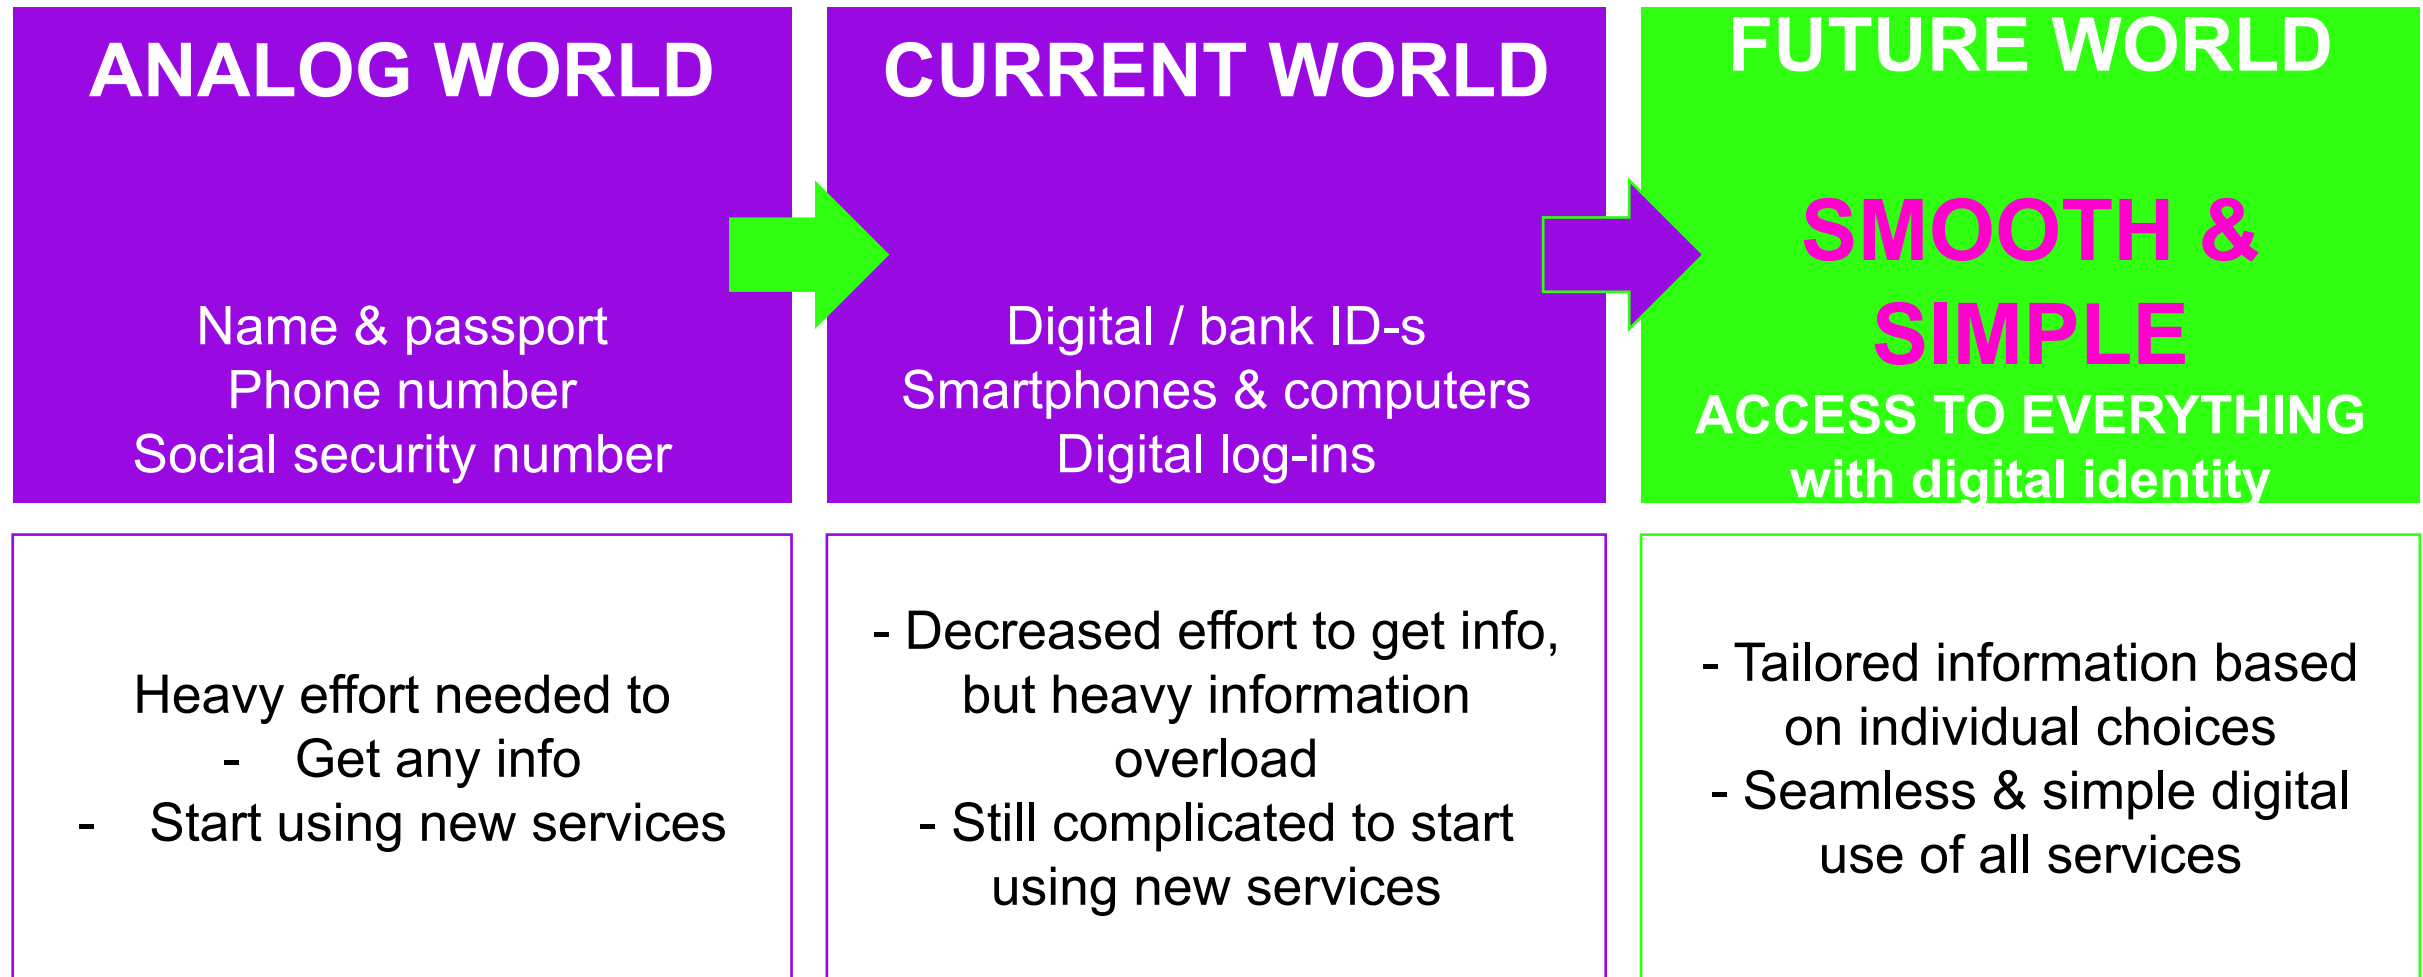 ANALOG WORLD
Name & passport
Phone number
Social security number
CURRENT WORLD
Digital / bank ID-s
Smartphones & computers
Digital log-ins
FUTURE WORLD
SMOOTH &
SIMPLE
ACCESS TO EVERYTHING
with digital identity
Heavy effort needed to
- Get any info
- Start using new services
- Decreased effort to get info,
but heavy information
overload
- Still complicated to start
using new services
- Tailored information based
on individual choices
- Seamless & simple digital
use of all services